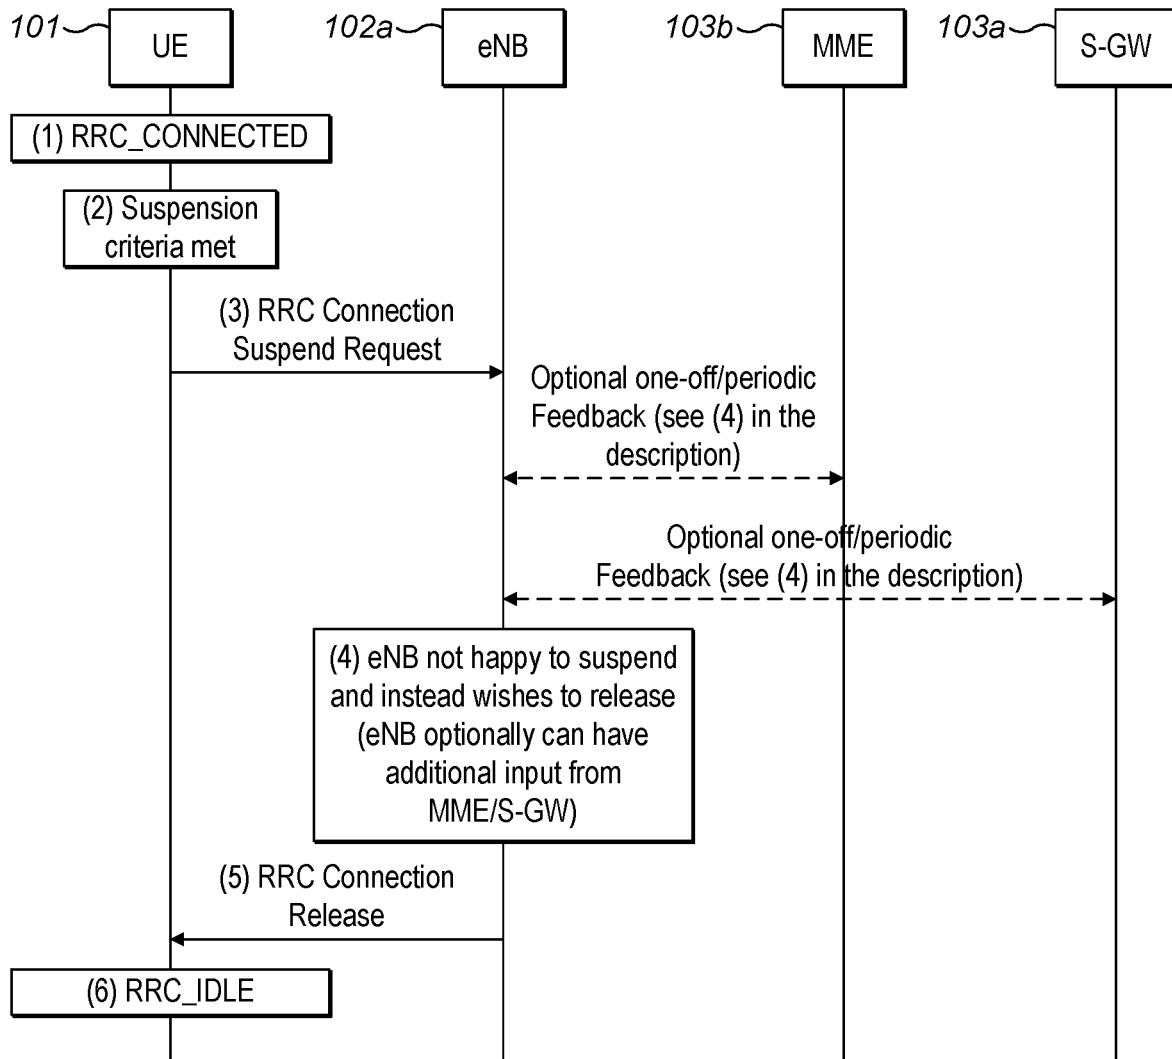 101
102a
103b
103a
UE
eNB
MME
S-GW
(1) RRC_CONNECTED
(2) Suspension
criteria met
(3) RRC Connection
Suspend Request
Optional one-off/periodic
Feedback (see (4) in the
description)
Optional one-off/periodic
Feedback (see (4) in the description)
(4) eNB not happy to suspend
and instead wishes to release
(eNB optionally can have
additional input from
MME/S-GW)
(5) RRC Connection
Release
(6) RRC_IDLE